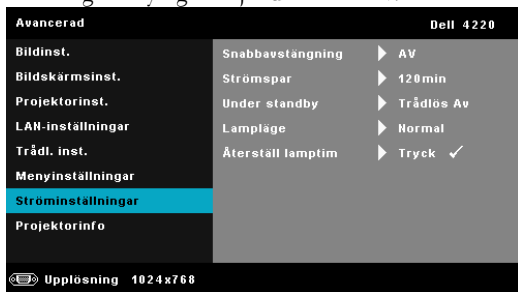 Avancerad Dell 4220
Bildinst.
Bildskärmsinst.
Projektorinst.
LAN-inställningar
Trådl. inst.
Menyinställningar
Ströminställningar
Projektorinfo
Snabbavstängning AV
Strömspar 120min
Under standby Trådlös Av
Lampläge Normal
Återställ lamptim Tryck ✓
Upplösning 1024x768